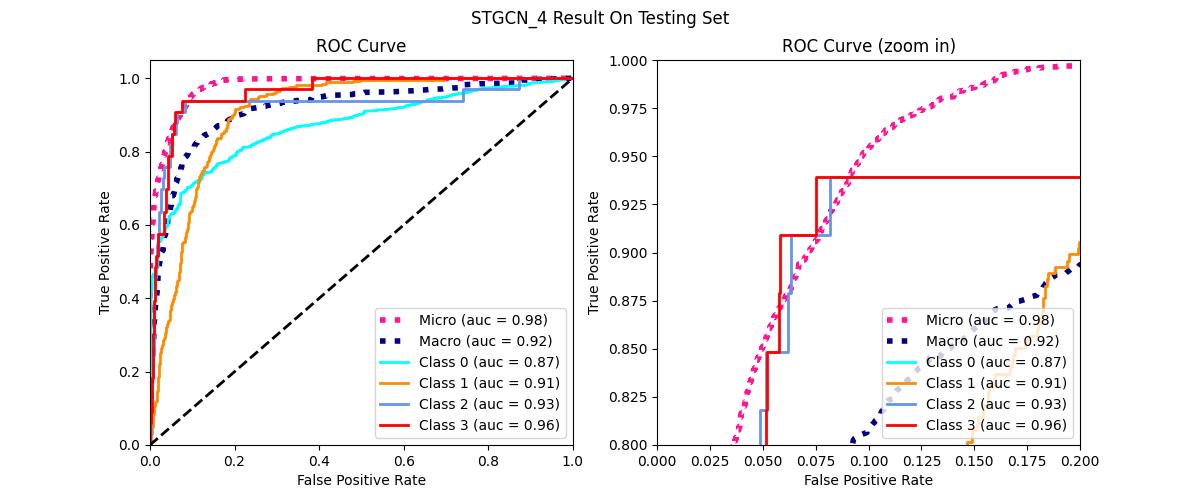 STGCN_4 Result On Testing Set
ROC Curve
True Positive Rate
1.0
0.8
0.6
0.4
0.2
0.0
0.0 0.2 0.4 0.6 0.8 1.0
False Positive Rate
Micro (auc = 0.98)
Macro (auc = 0.92)
Class 0 (auc = 0.87)
Class 1 (auc = 0.91)
Class 2 (auc = 0.93)
Class 3 (auc = 0.96)
ROC Curve (zoom in)
True Positive Rate
1.000
0.975
0.950
0.925
0.900
0.875
0.850
0.825
0.800
0.000 0.025 0.050 0.075 0.100 0.125 0.150 0.175 0.200
False Positive Rate
Micro (auc = 0.98)
Macro (auc = 0.92)
Class 0 (auc = 0.87)
Class 1 (auc = 0.91)
Class 2 (auc = 0.93)
Class 3 (auc = 0.96)